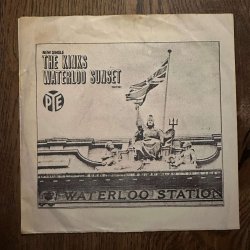 NEW SINGLE
THE KINKS
WATERLOO SUNSET
PYE
WATERLOO STATION